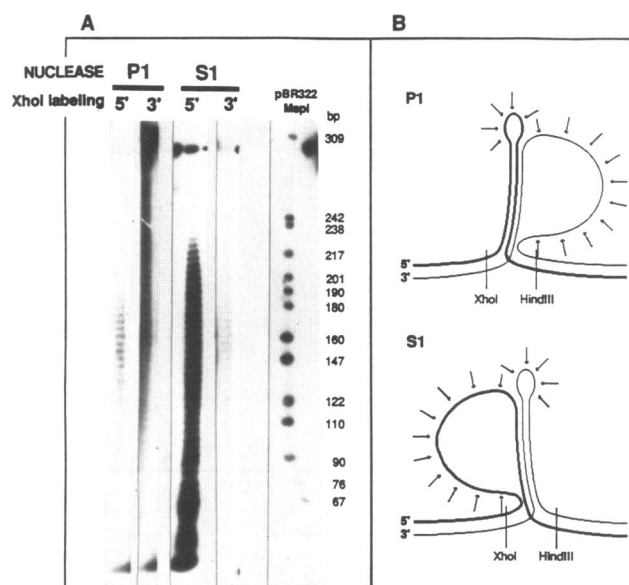 A
B
NUCLEASE P1 S1
XhoI labeling 5' 3' 5' 3' pBR322 MspI
bp
309
242
238
217
201
190
180
160
147
122
110
90
76
67
P1
5'
3'
XhoI HindIII
S1
5'
3'
XhoI HindIII